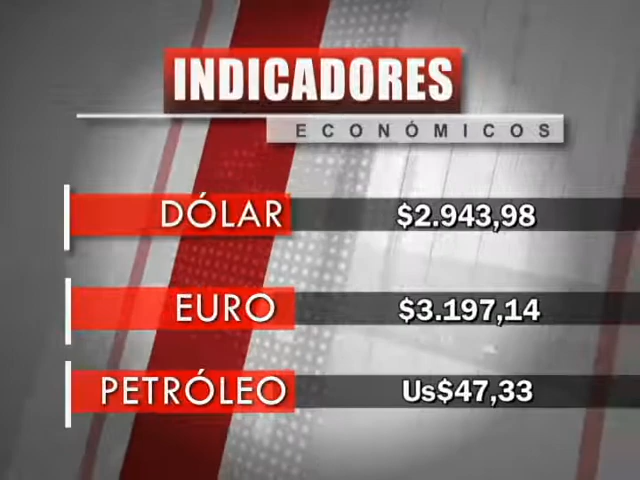 INDICADORES
ECONÓMICOS
DÓLAR $2.943,98
EURO $3.197,14
PETRÓLEO Us$47,33